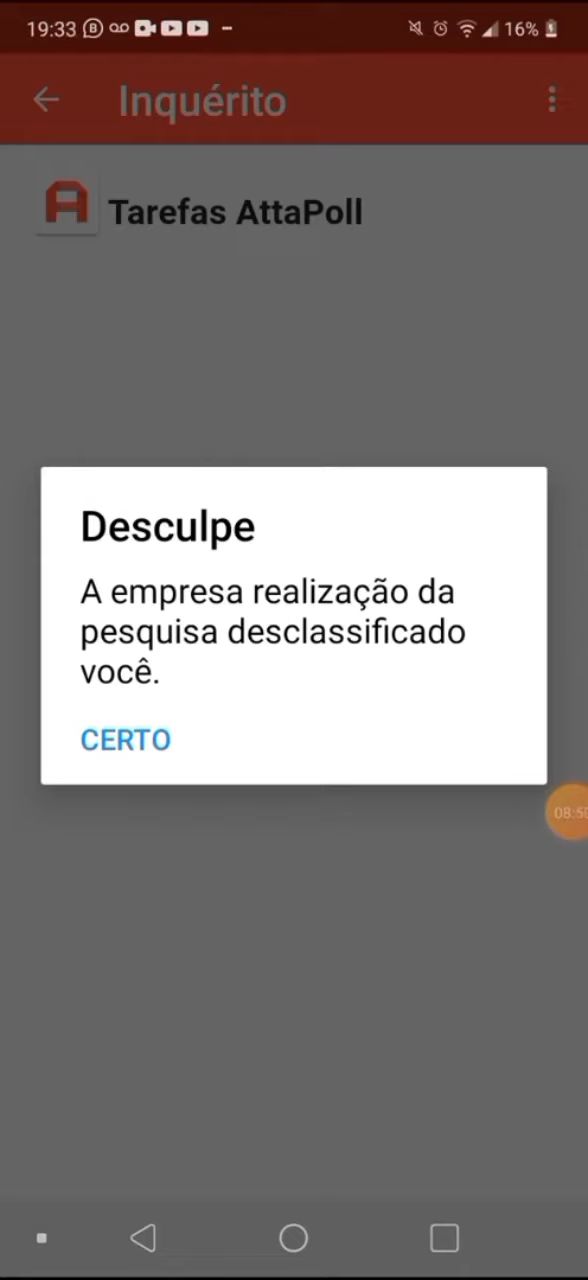 19:33 16%
Inquérito
Tarefas AttaPoll
Desculpe
A empresa realização da
pesquisa desclassificado
você.
CERTO